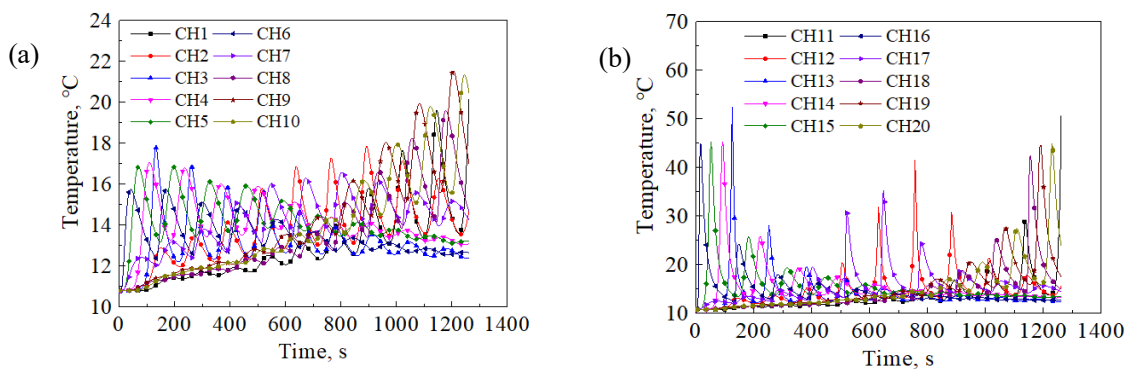 (a)
24
22
20
18
16
14
12
10
Temperature, °C
CH1 CH6
CH2 CH7
CH3 CH8
CH4 CH9
CH5 CH10
0 200 400 600 800 1000 1200 1400
Time, s
(b)
70
60
50
40
30
20
10
Temperature, °C
CH11 CH16
CH12 CH17
CH13 CH18
CH14 CH19
CH15 CH20
0 200 400 600 800 1000 1200 1400
Time, s